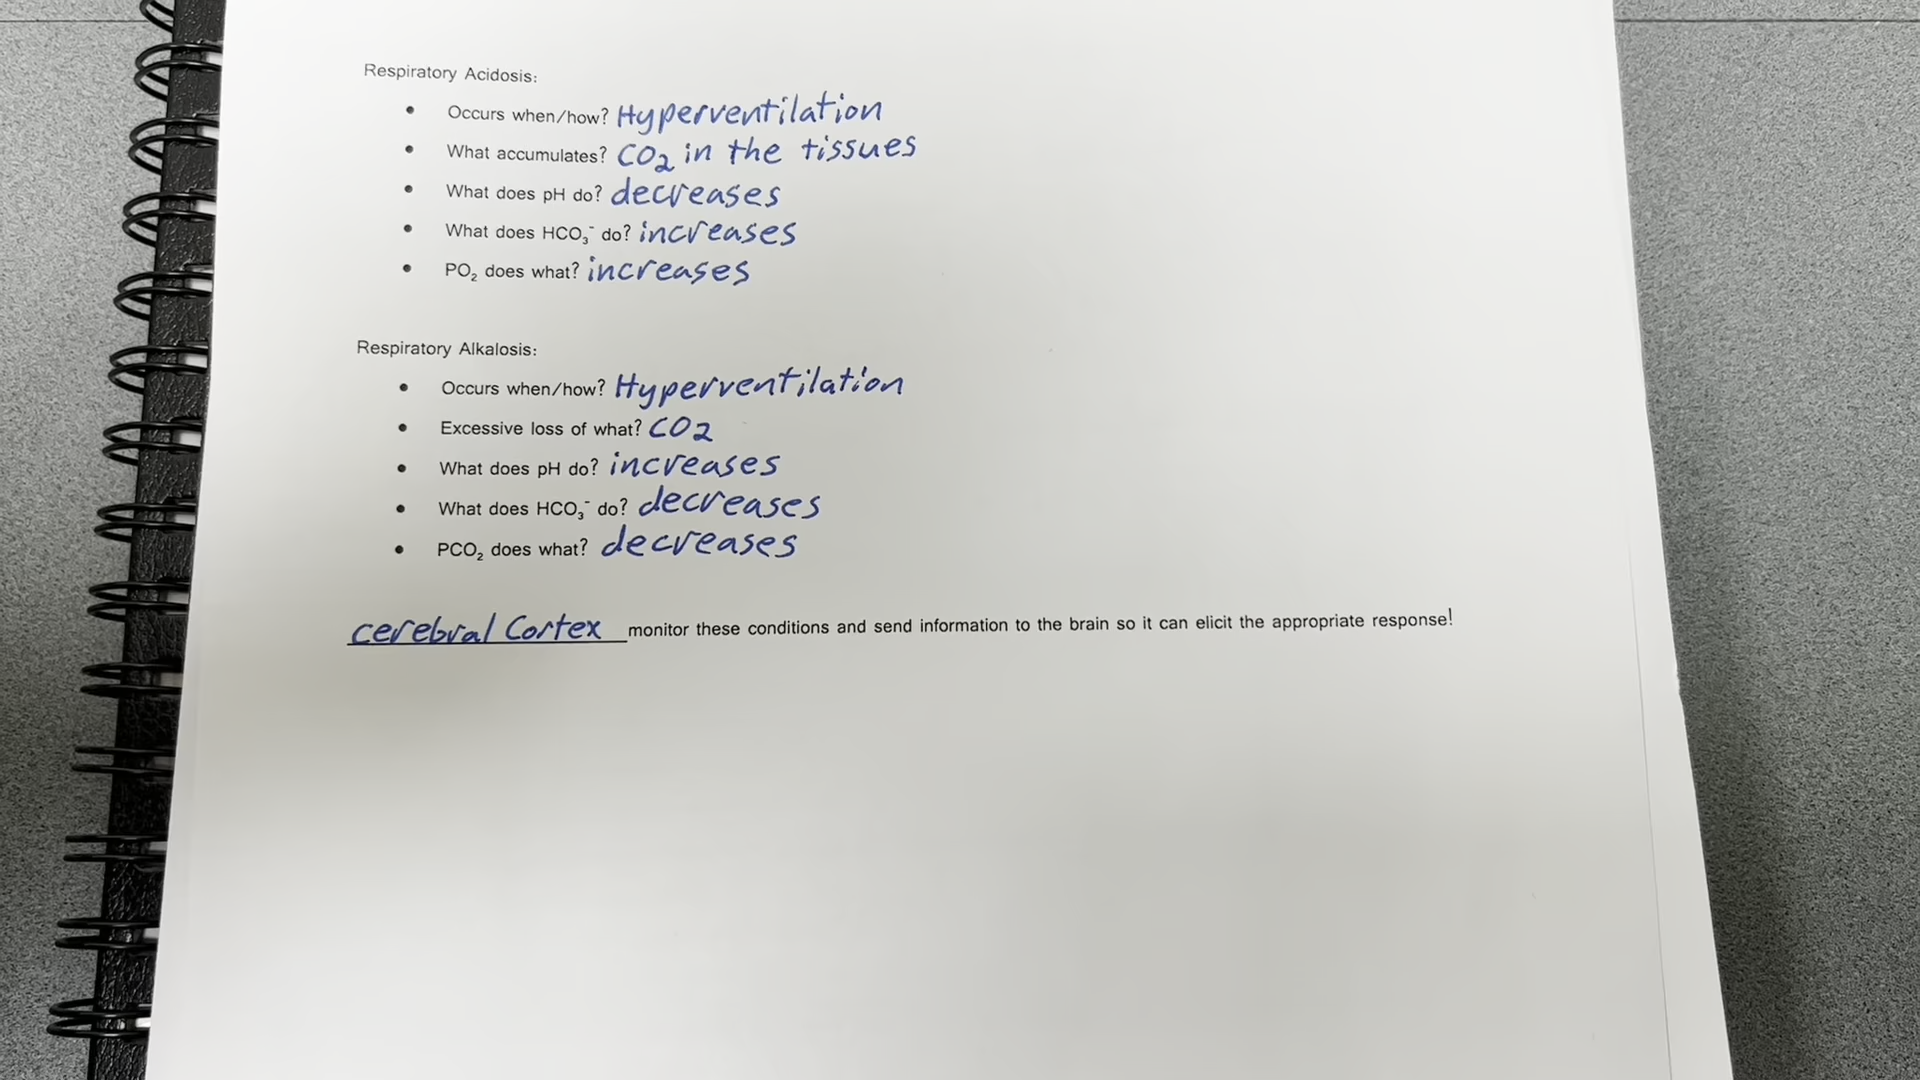 Respiratory Acidosis:
• Occurs when/how? Hyperventilation
• What accumulates? CO2 in the tissues
• What does pH do? decreases
• What does HCO₃⁻ do? increases
• PO₂ does what? increases
Respiratory Alkalosis:
• Occurs when/how? Hyperventilation
• Excessive loss of what? CO2
• What does pH do? increases
• What does HCO₃⁻ do? decreases
• PCO₂ does what? decreases
cerebral Cortex monitor these conditions and send information to the brain so it can elicit the appropriate response!